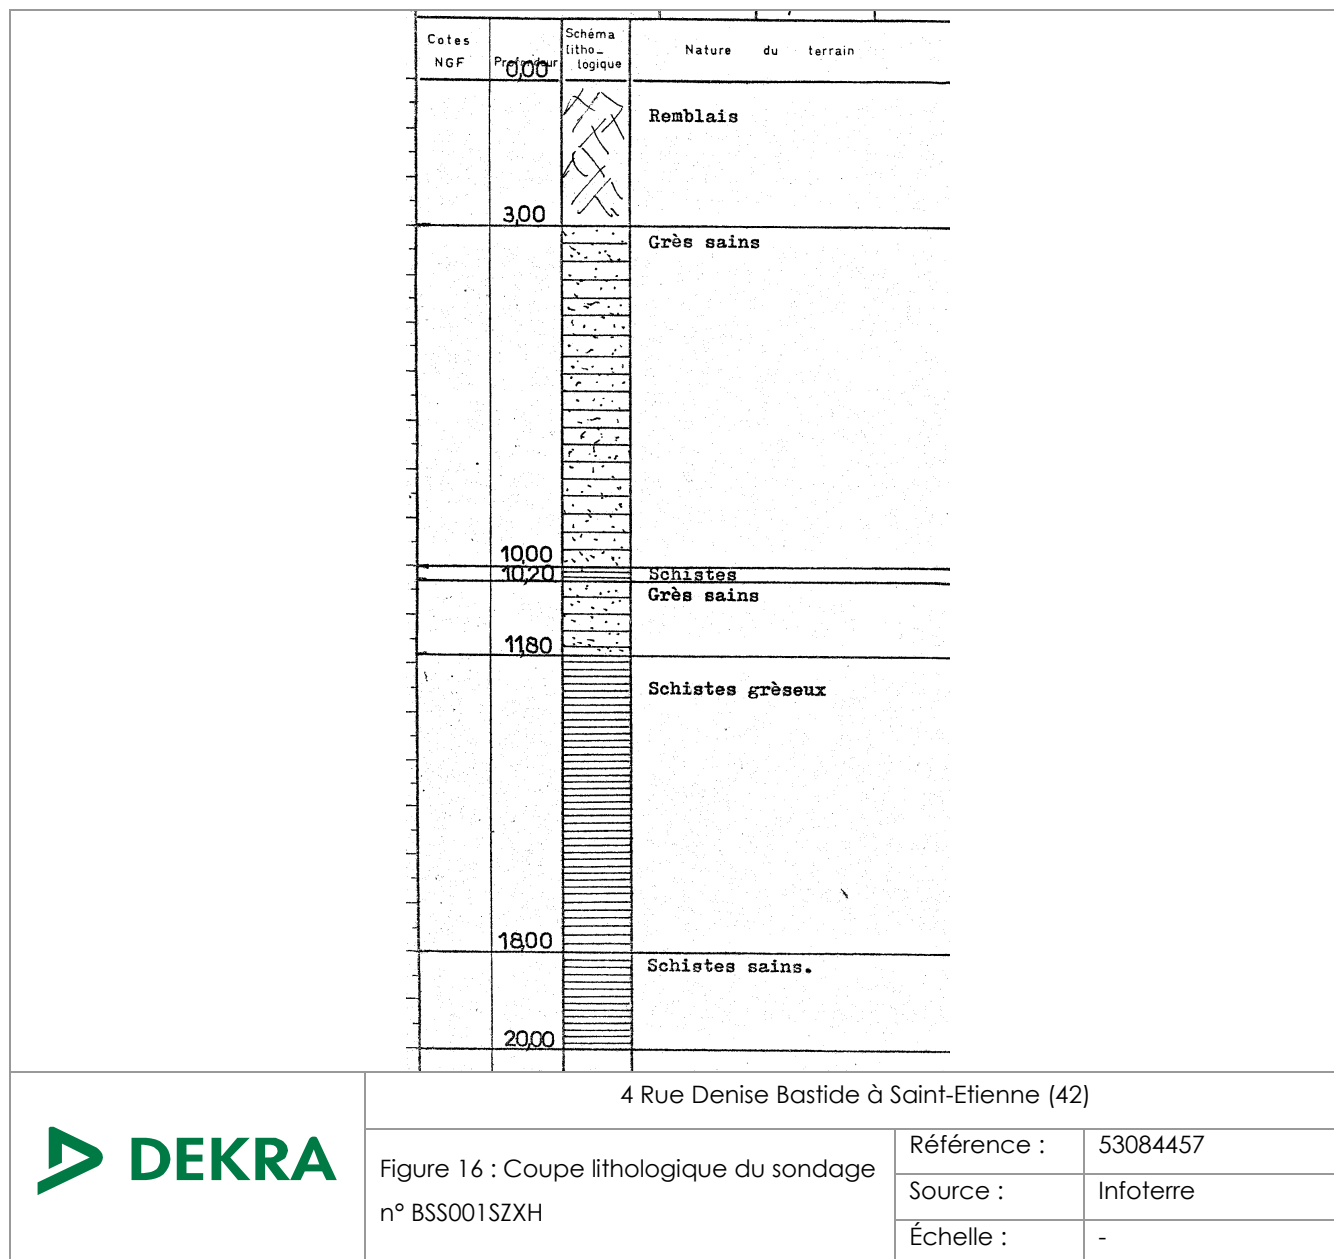 Cotes
NGF
Profondeur
Schéma
litho_
logique
Nature du terrain
0,00
Remblais
3,00
Grès sains
10,00
10,20
Schistes
Grès sains
11,80
Schistes grèseux
18,00
Schistes sains.
20,00
4 Rue Denise Bastide à Saint-Etienne (42)
DEKRA
Figure 16 : Coupe lithologique du sondage
n° BSS001SZXH
Référence : 53084457
Source : Infoterre
Échelle : -